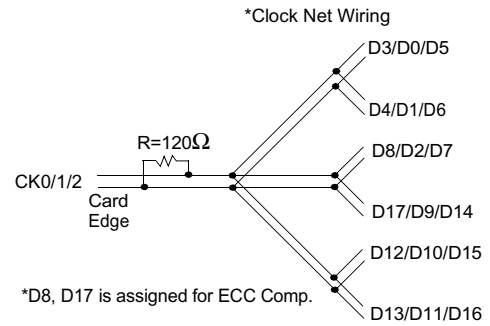 *Clock Net Wiring
D3/D0/D5
D4/D1/D6
R=120Ω
D8/D2/D7
CK0/1/2
Card
Edge
D17/D9/D14
D12/D10/D15
*D8, D17 is assigned for ECC Comp.
D13/D11/D16